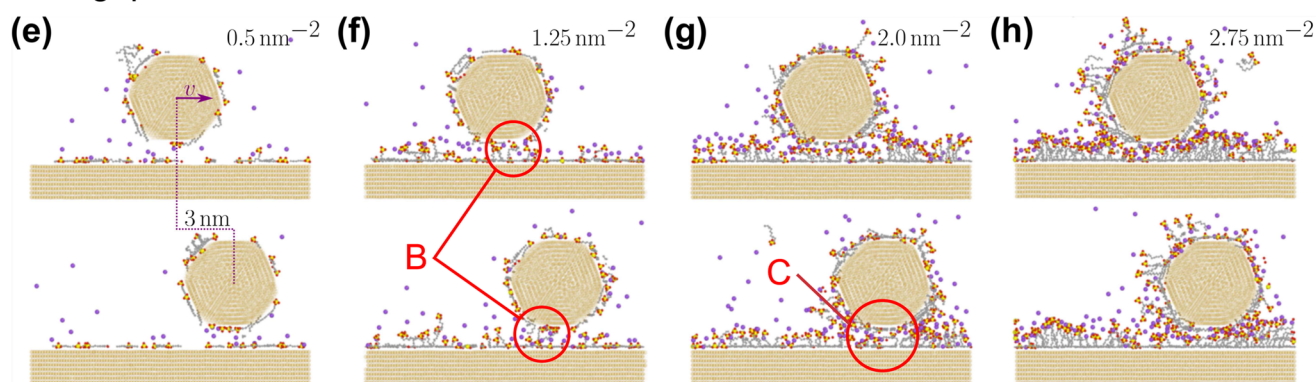 (e) 0.5 nm⁻² (f) 1.25 nm⁻² (g) 2.0 nm⁻² (h) 2.75 nm⁻²
v
3 nm
B
C